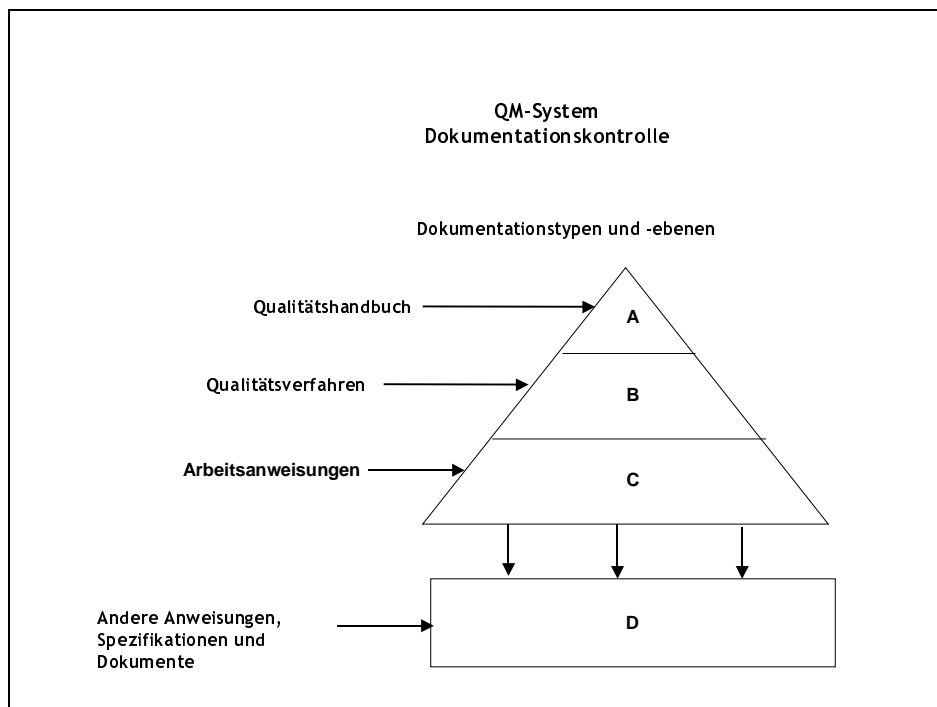 QM-System
Dokumentationskontrolle
Dokumentationstypen und -ebenen
Qualitätshandbuch
A
Qualitätsverfahren
B
Arbeitsanweisungen
C
Andere Anweisungen,
Spezifikationen und
Dokumente
D